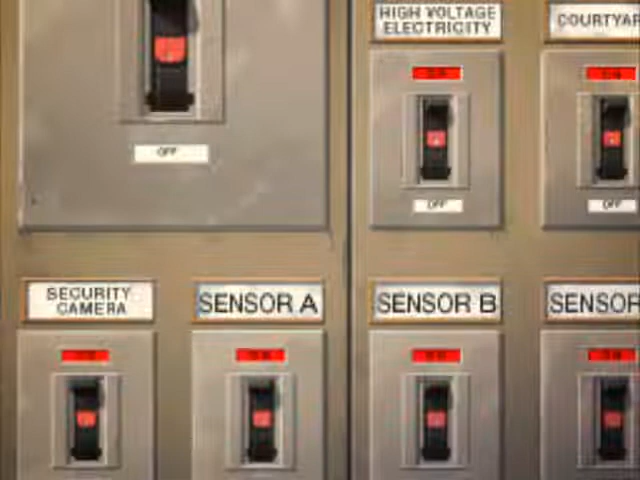 HIGH VOLTAGE
ELECTRICITY
COURTYAR
OFF
OFF
OFF
SECURITY
CAMERA
SENSOR A
SENSOR B
SENSOR